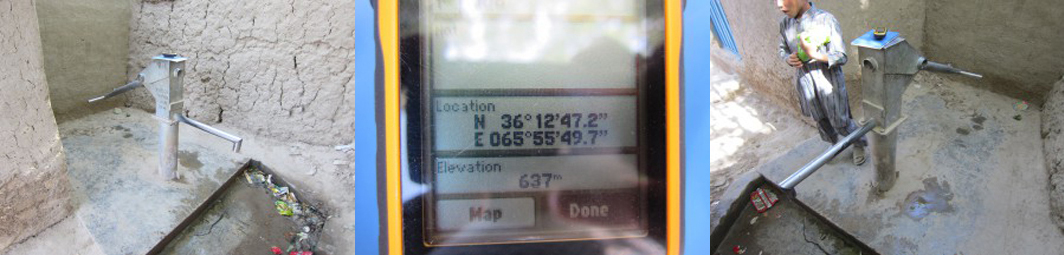 Location
N 36°12'47.2"
E 065°55'49.7"
Elevation
637m
Map
Done